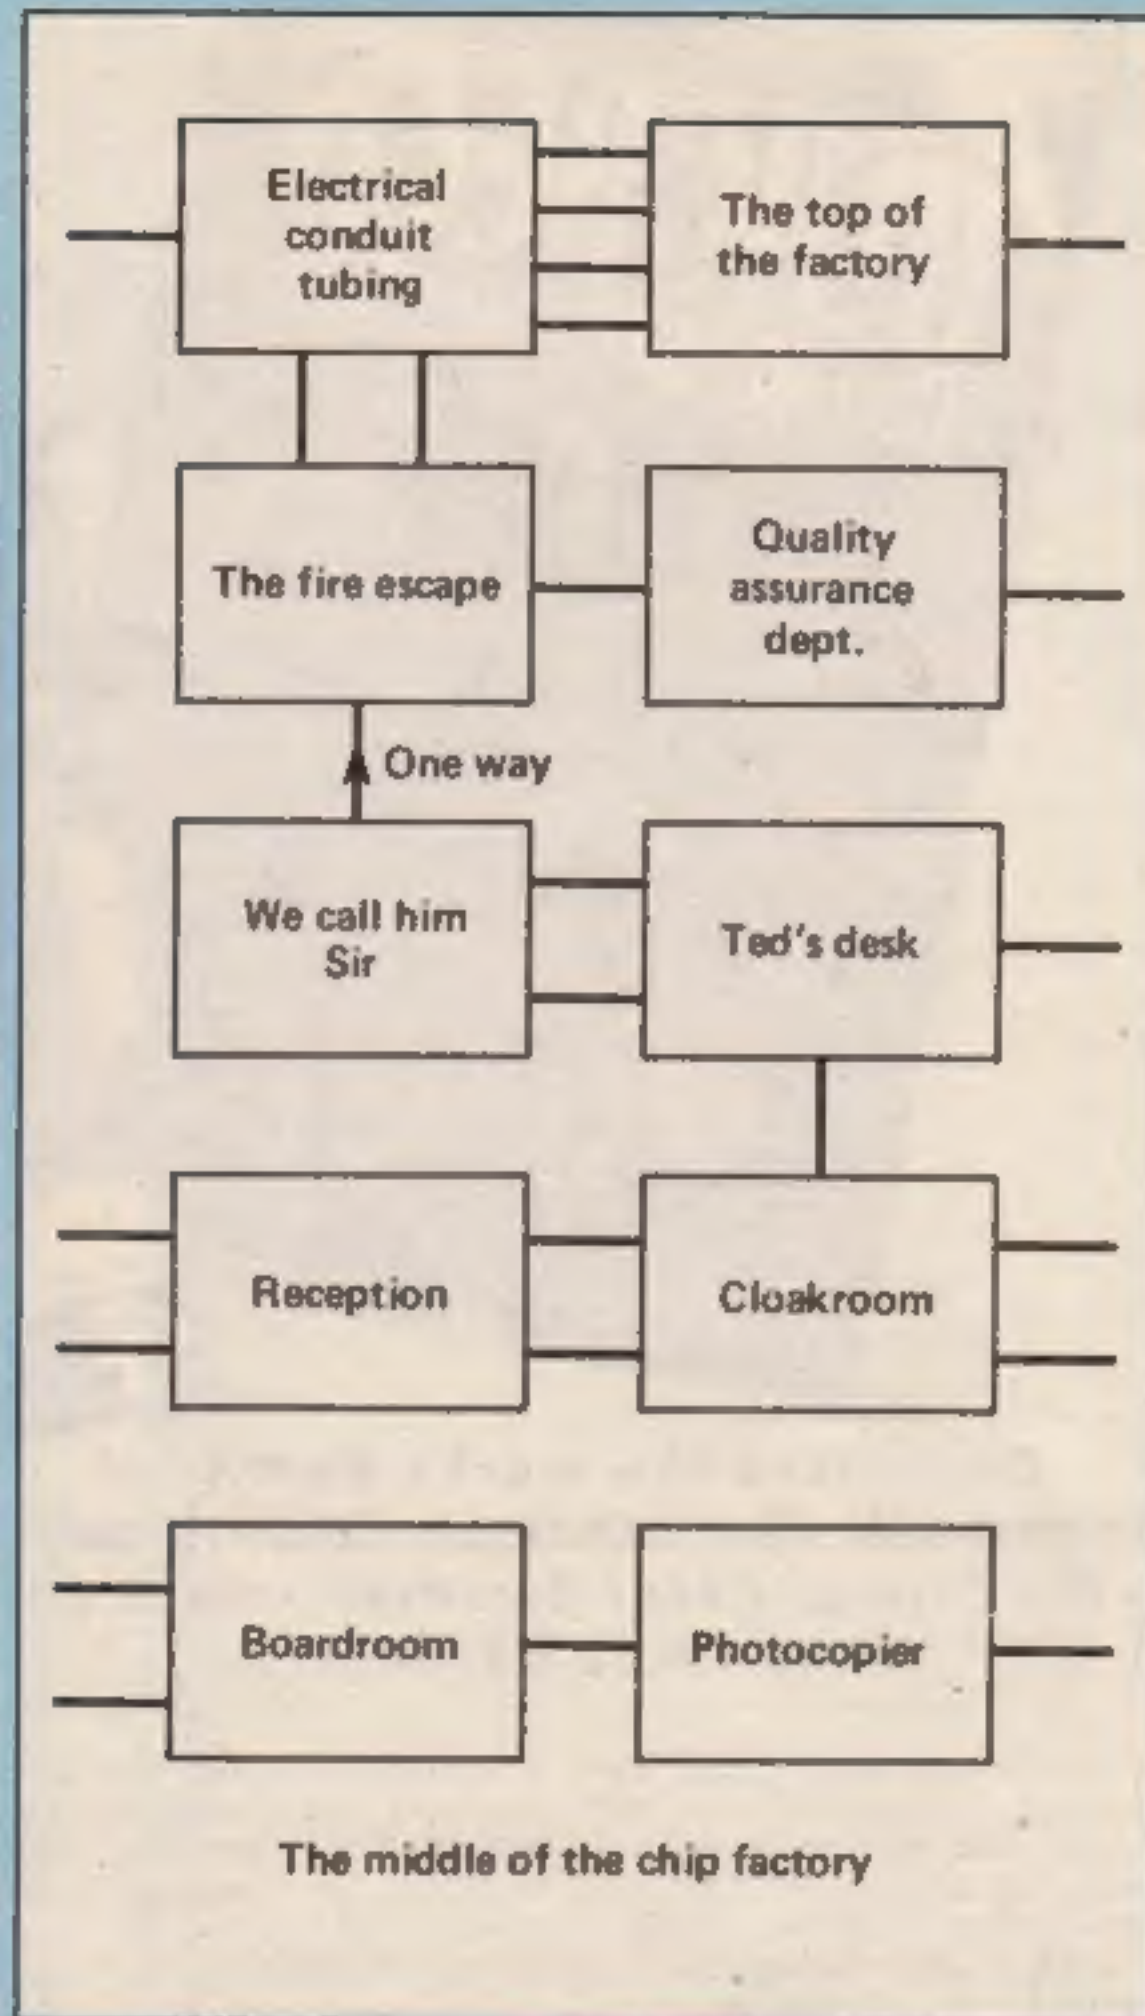 Electrical
conduit
tubing
The top of
the factory
The fire escape
Quality
assurance
dept.
One way
We call him
Sir
Ted's desk
Reception
Cloakroom
Boardroom
Photocopier
The middle of the chip factory